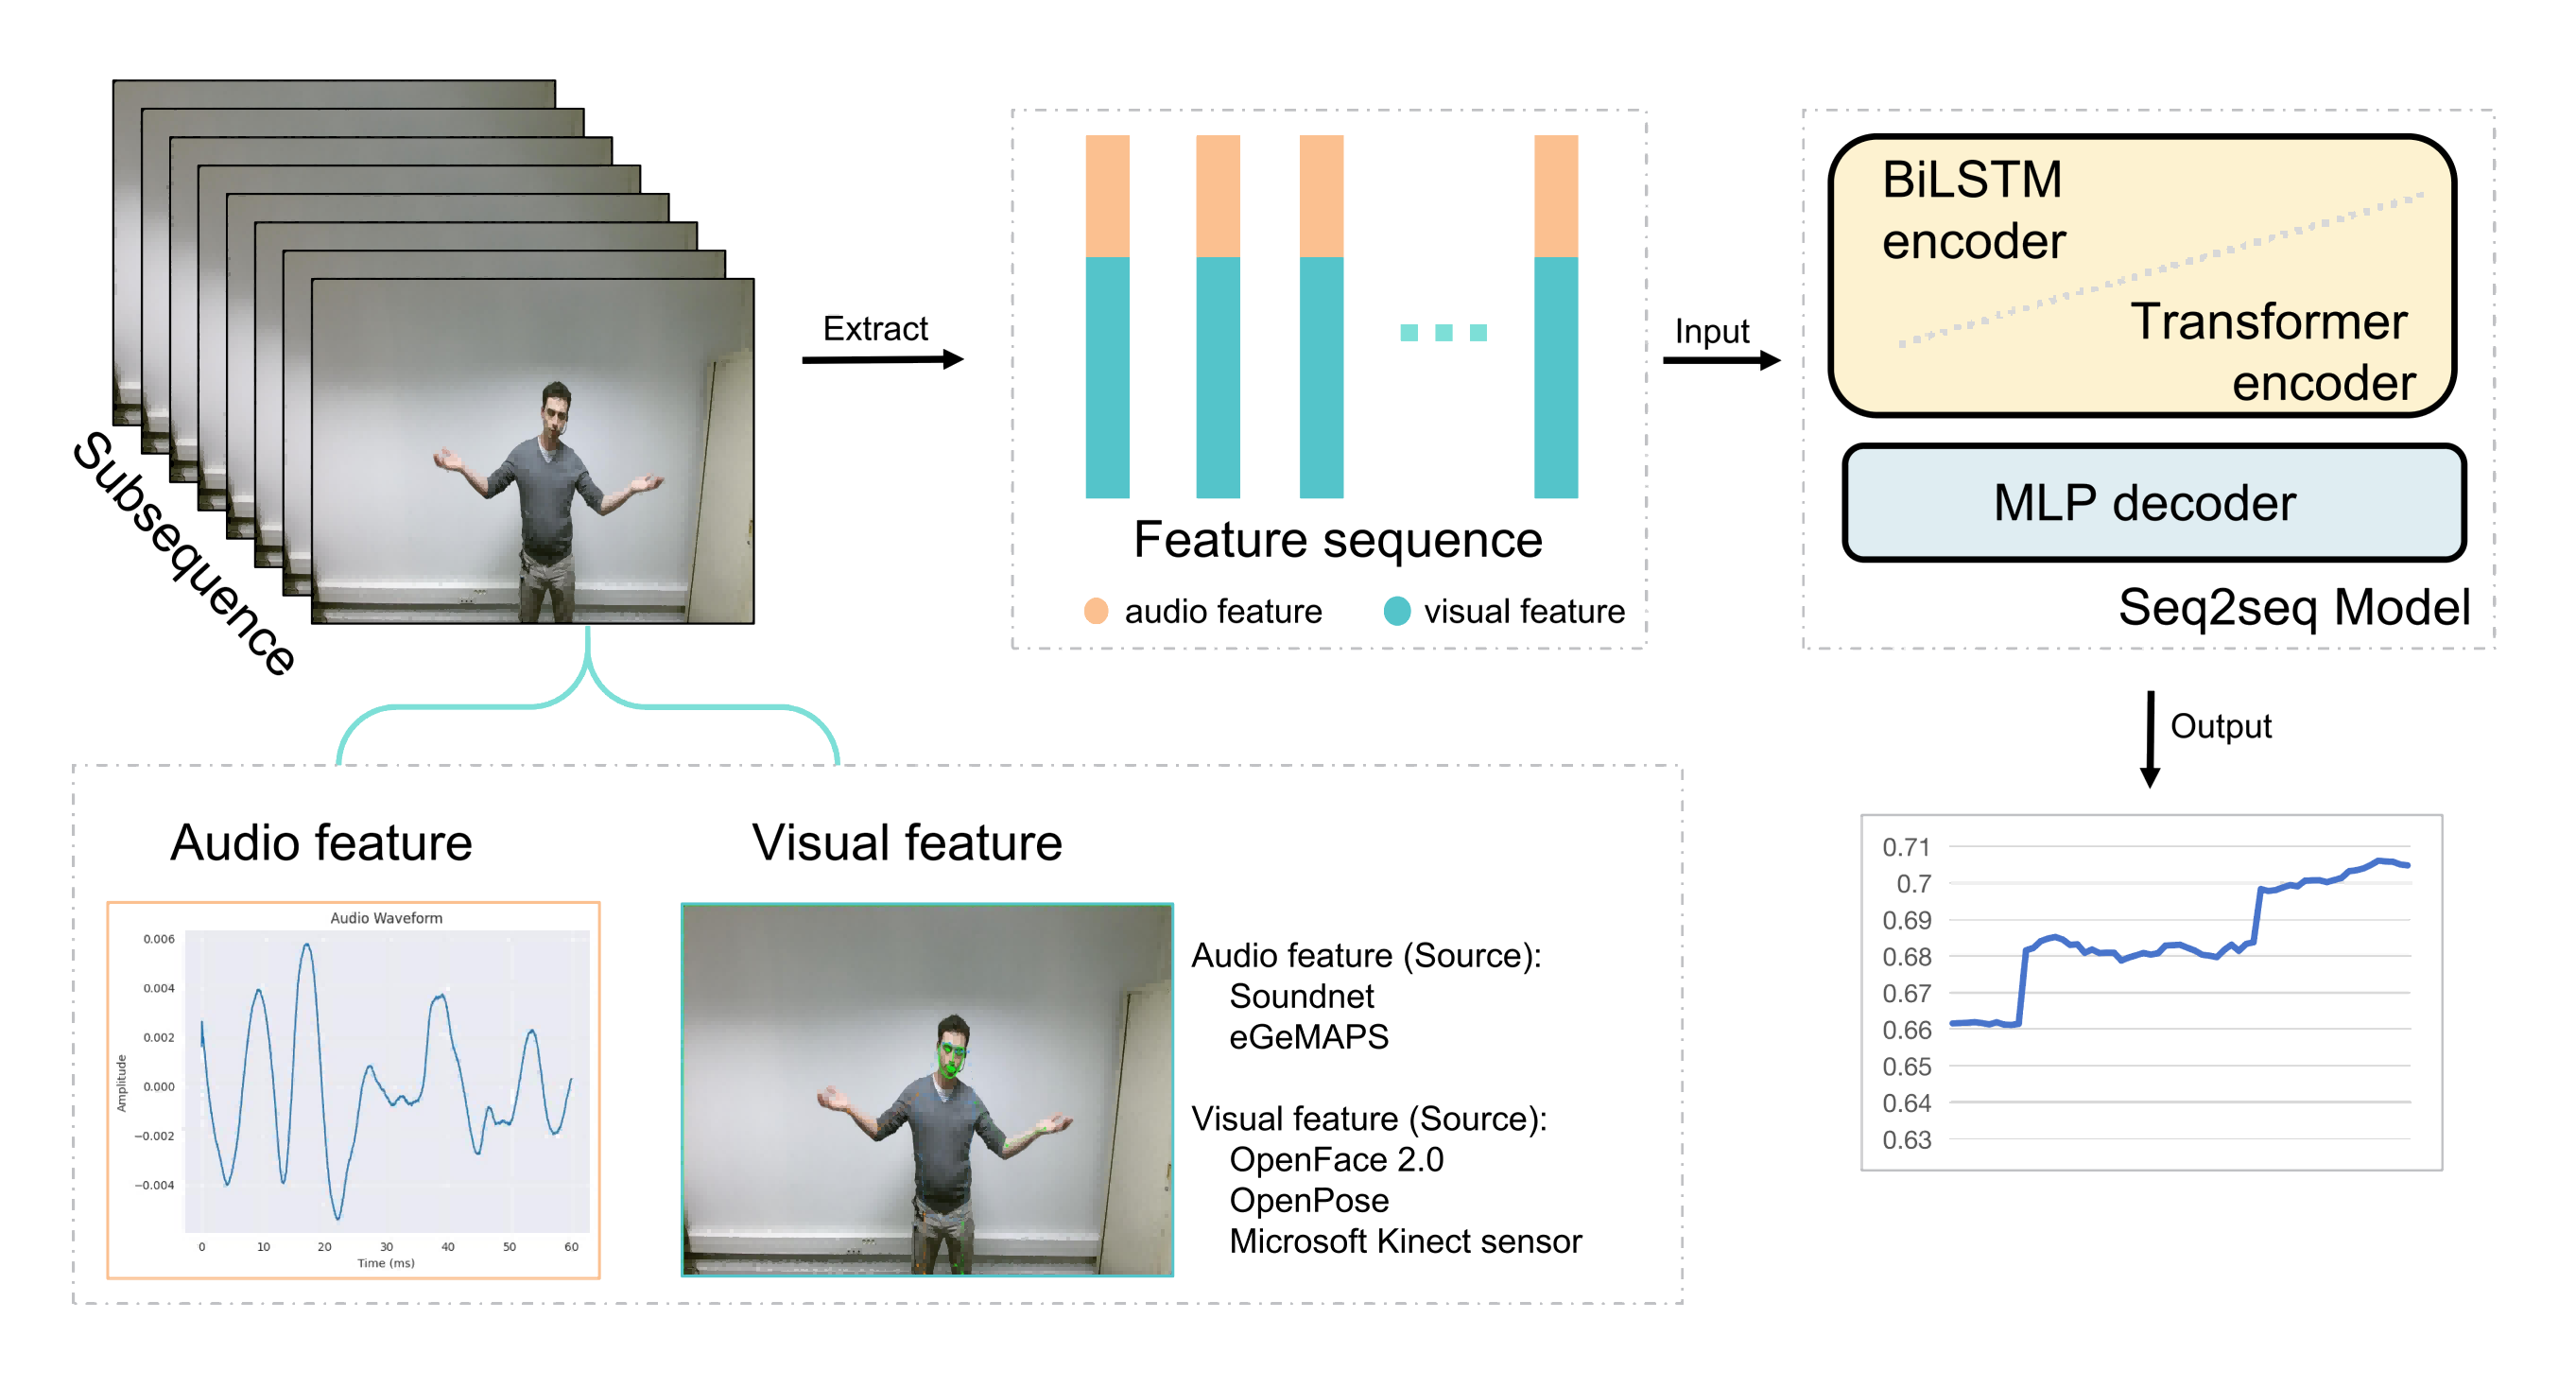 Subsequence
Extract
Feature sequence
audio feature
visual feature
Input
BiLSTM
encoder
Transformer
encoder
MLP decoder
Seq2seq Model
Output
Audio feature
Audio Waveform
0.006
0.004
0.002
0.000
−0.002
−0.004
Amplitude
0 10 20 30 40 50 60
Time (ms)
Visual feature
Audio feature (Source):
Soundnet
eGeMAPS
Visual feature (Source):
OpenFace 2.0
OpenPose
Microsoft Kinect sensor
0.71
0.7
0.69
0.68
0.67
0.66
0.65
0.64
0.63